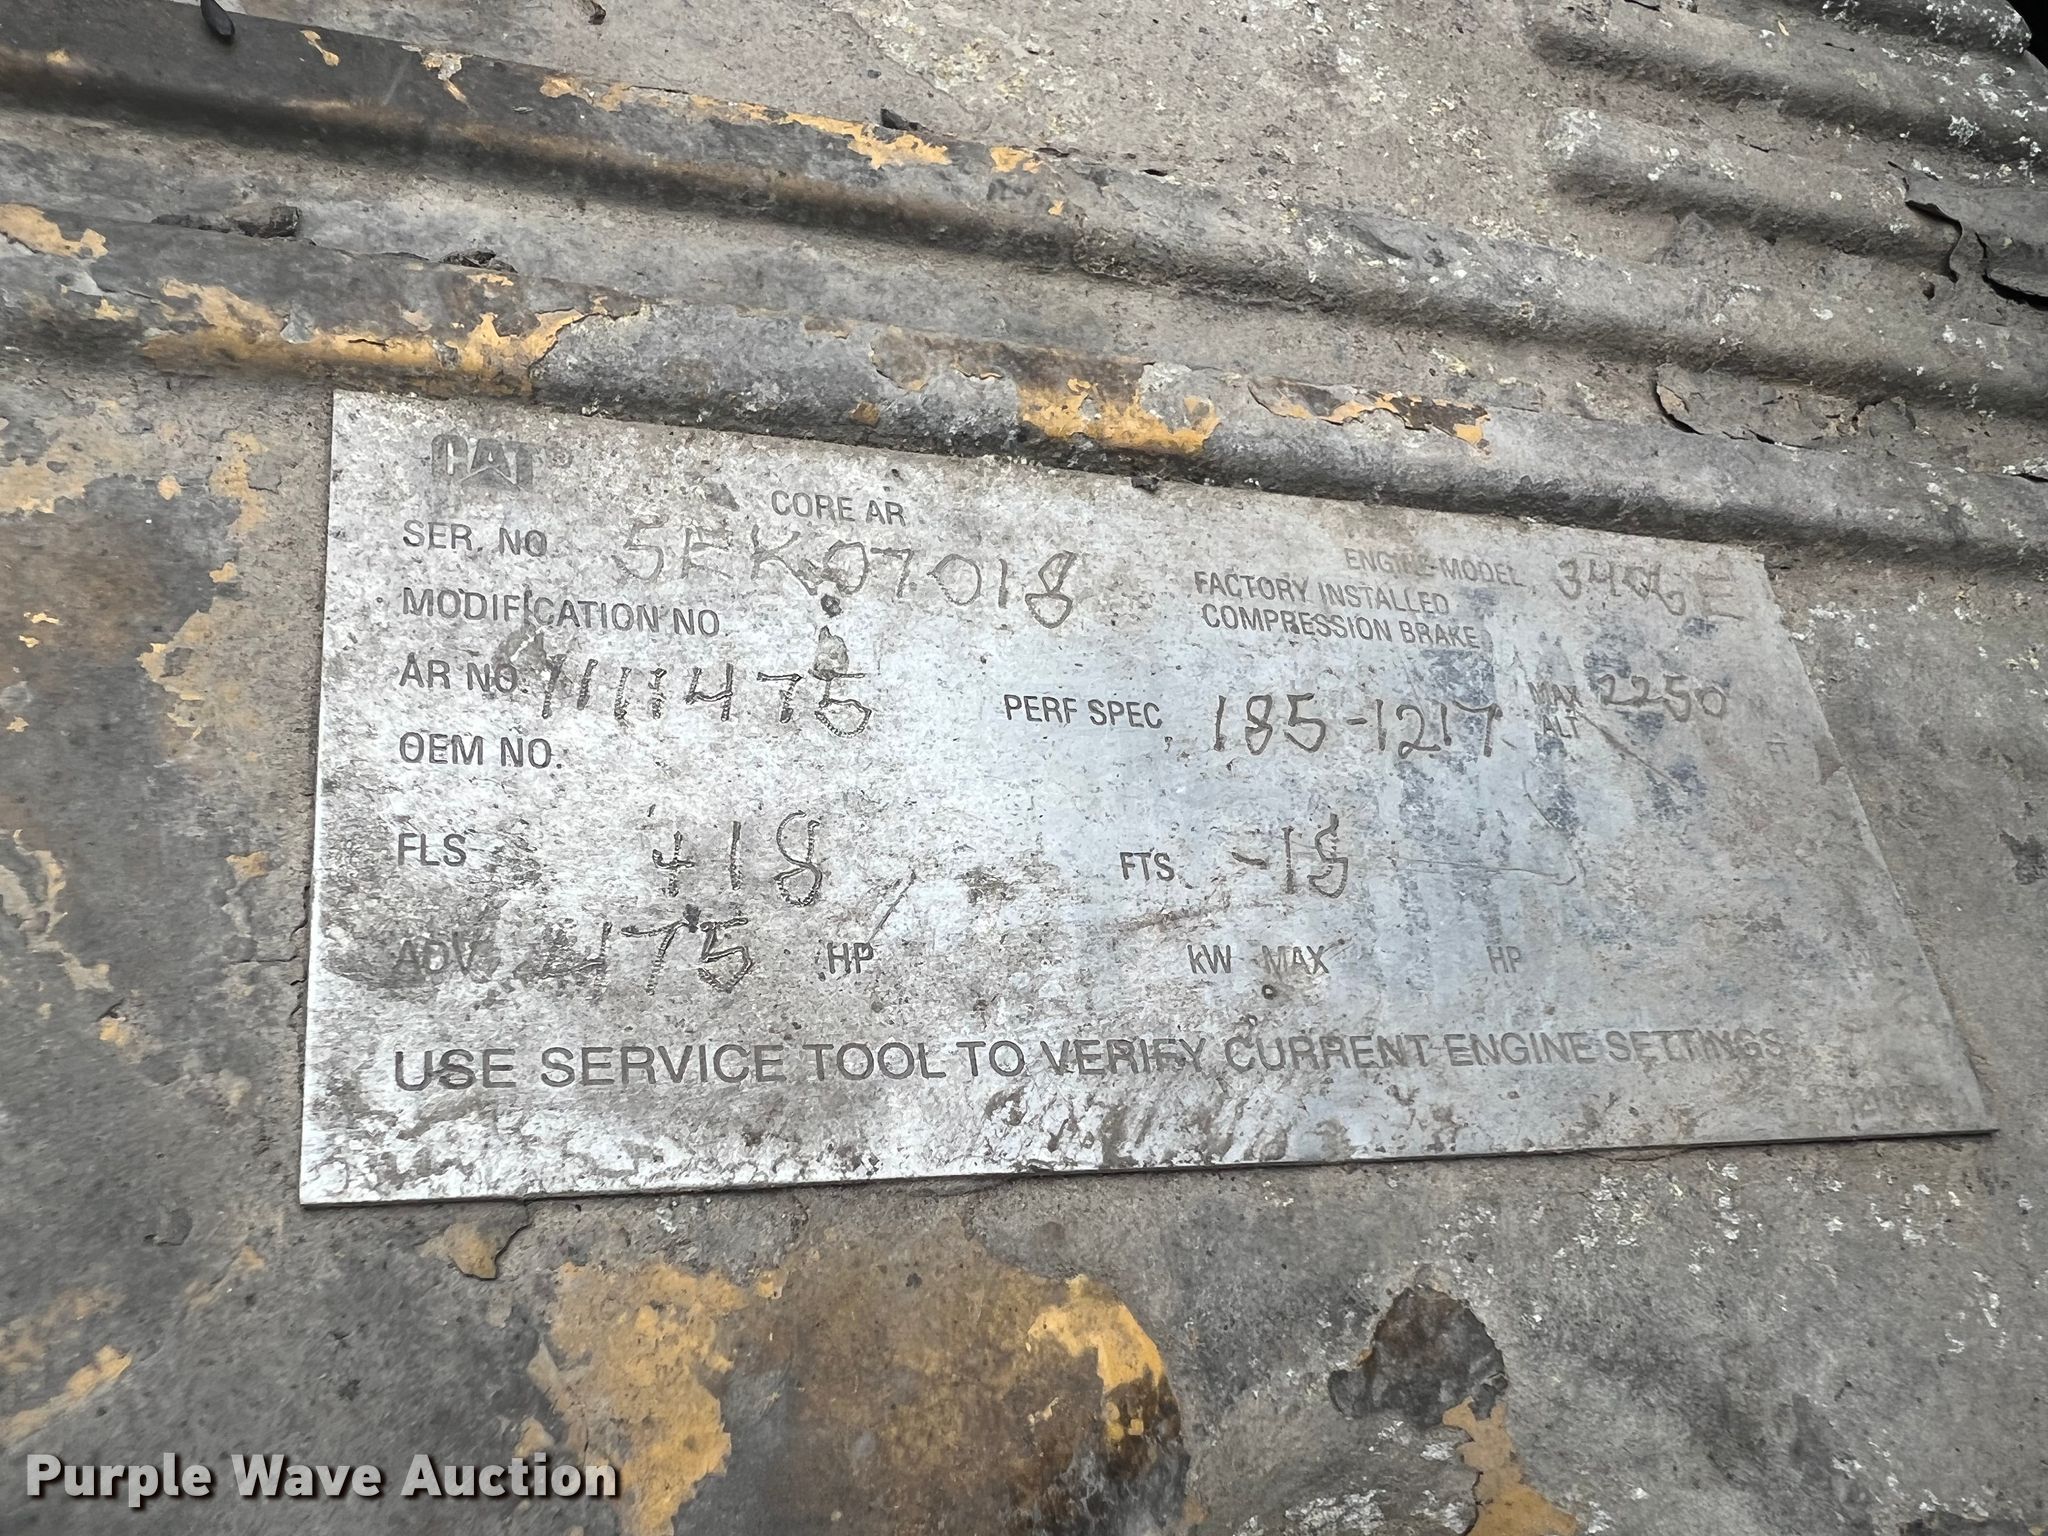 CAT
CORE AR
SER. NO 5EK07018
ENGINE MODEL 3406E
MODIFICATION NO.
FACTORY INSTALLED
COMPRESSION BRAKE
AR NO. 1111475
PERF SPEC 185-1217
MAX
ALT
2250
OEM NO.
FLS +18
FTS -18
ADV. 475 HP
kW MAX HP
USE SERVICE TOOL TO VERIFY CURRENT ENGINE SETTINGS
Purple Wave Auction